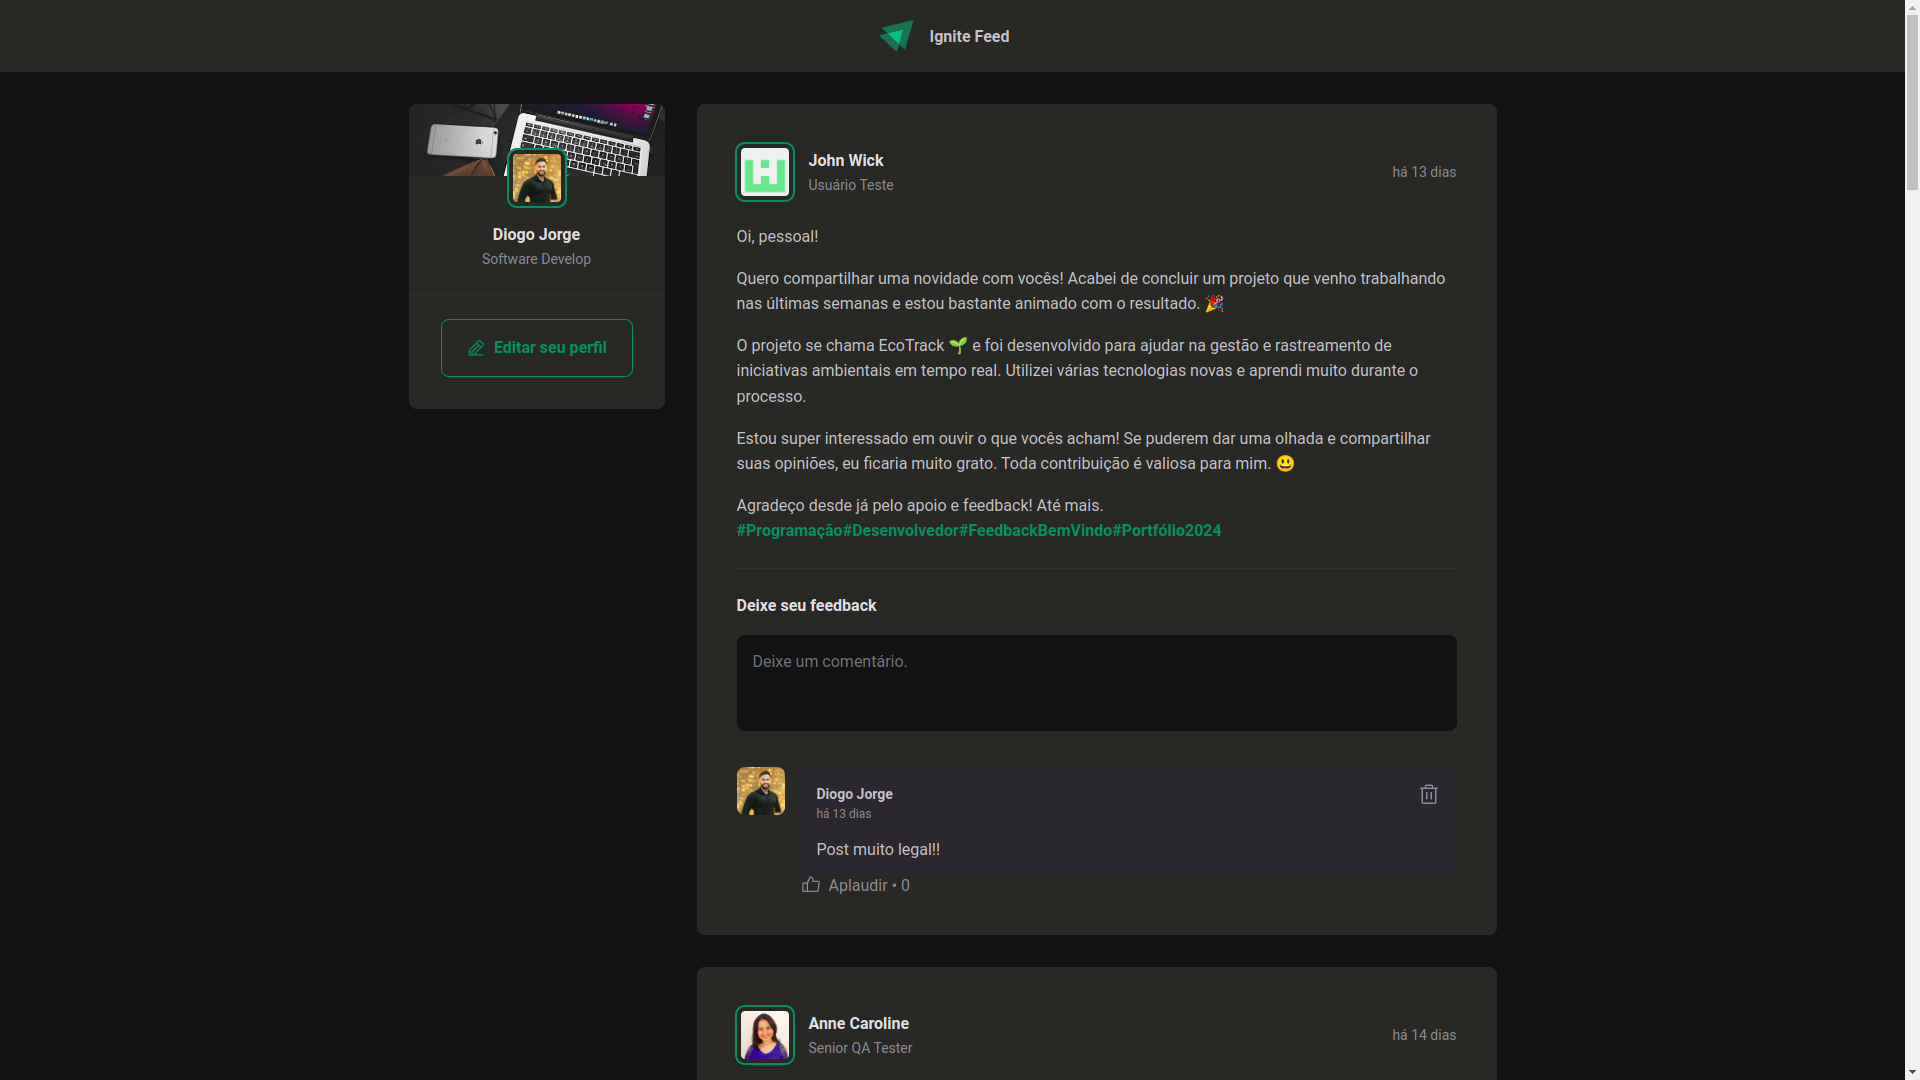 Ignite Feed
Diogo Jorge
Software Develop
Editar seu perfil
John Wick
Usuário Teste
há 13 dias
Oi, pessoal!
Quero compartilhar uma novidade com vocês! Acabei de concluir um projeto que venho trabalhando
nas últimas semanas e estou bastante animado com o resultado. 🎉
O projeto se chama EcoTrack 🌱 e foi desenvolvido para ajudar na gestão e rastreamento de
iniciativas ambientais em tempo real. Utilizei várias tecnologias novas e aprendi muito durante o
processo.
Estou super interessado em ouvir o que vocês acham! Se puderem dar uma olhada e compartilhar
suas opiniões, eu ficaria muito grato. Toda contribuição é valiosa para mim. 😃
Agradeço desde já pelo apoio e feedback! Até mais.
#Programação#Desenvolvedor#FeedbackBemVindo#Portfólio2024
Deixe seu feedback
Deixe um comentário.
Diogo Jorge
há 13 dias
Post muito legal!!
Aplaudir • 0
Anne Caroline
Senior QA Tester
há 14 dias